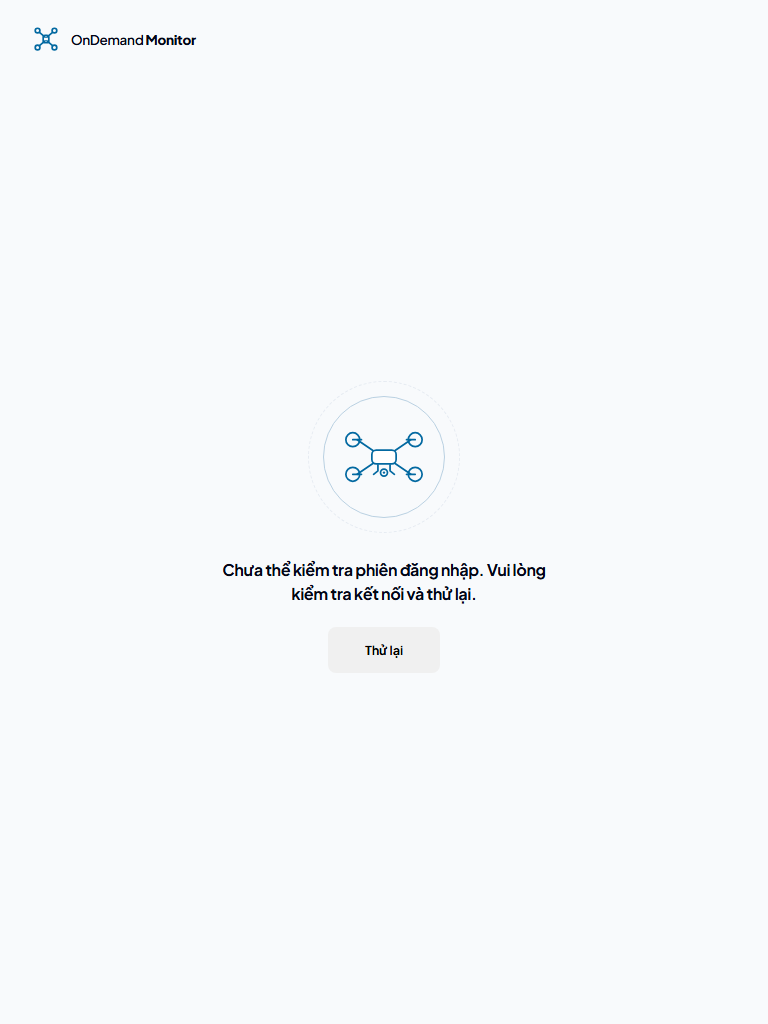 OnDemand Monitor
Chưa thể kiểm tra phiên đăng nhập. Vui lòng
kiểm tra kết nối và thử lại.
Thử lại